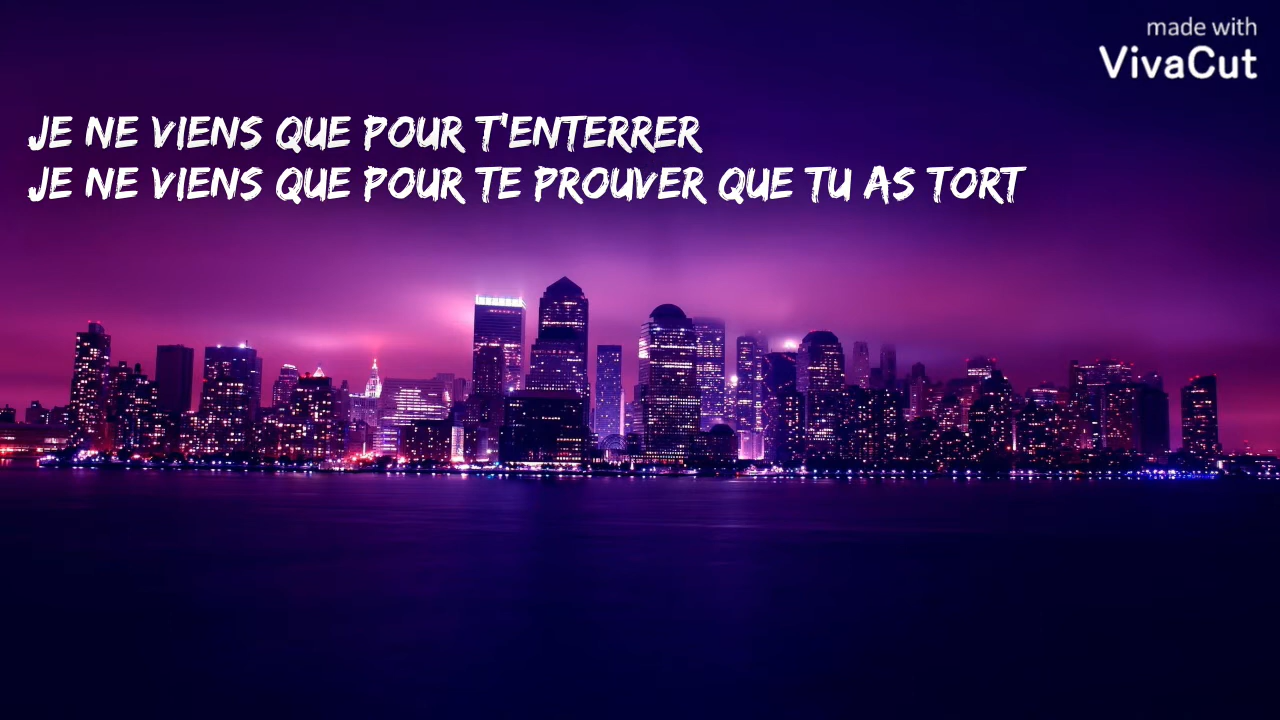 made with
VivaCut
JE NE VIENS QUE POUR T'ENTERRER
JE NE VIENS QUE POUR TE PROUVER QUE TU AS TORT